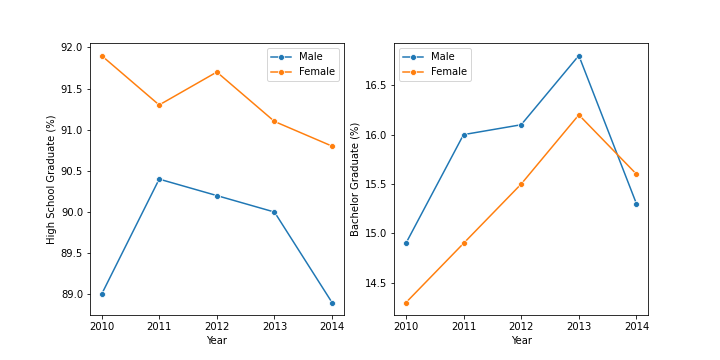 92.0
91.5
91.0
90.5
90.0
89.5
89.0
High School Graduate (%)
2010 2011 2012 2013 2014
Year
Male
Female
16.5
16.0
15.5
15.0
14.5
Bachelor Graduate (%)
2010 2011 2012 2013 2014
Year
Male
Female